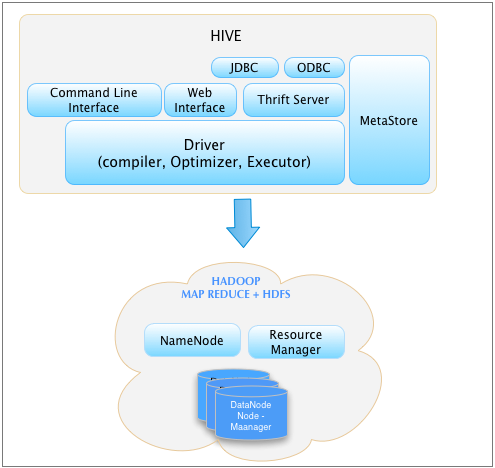 HIVE
JDBC
ODBC
Command Line
Interface
Web
Interface
Thrift Server
MetaStore
Driver
(compiler, Optimizer, Executor)
HADOOP
MAP REDUCE + HDFS
NameNode
Resource
Manager
DataNode
Node -
Maanager